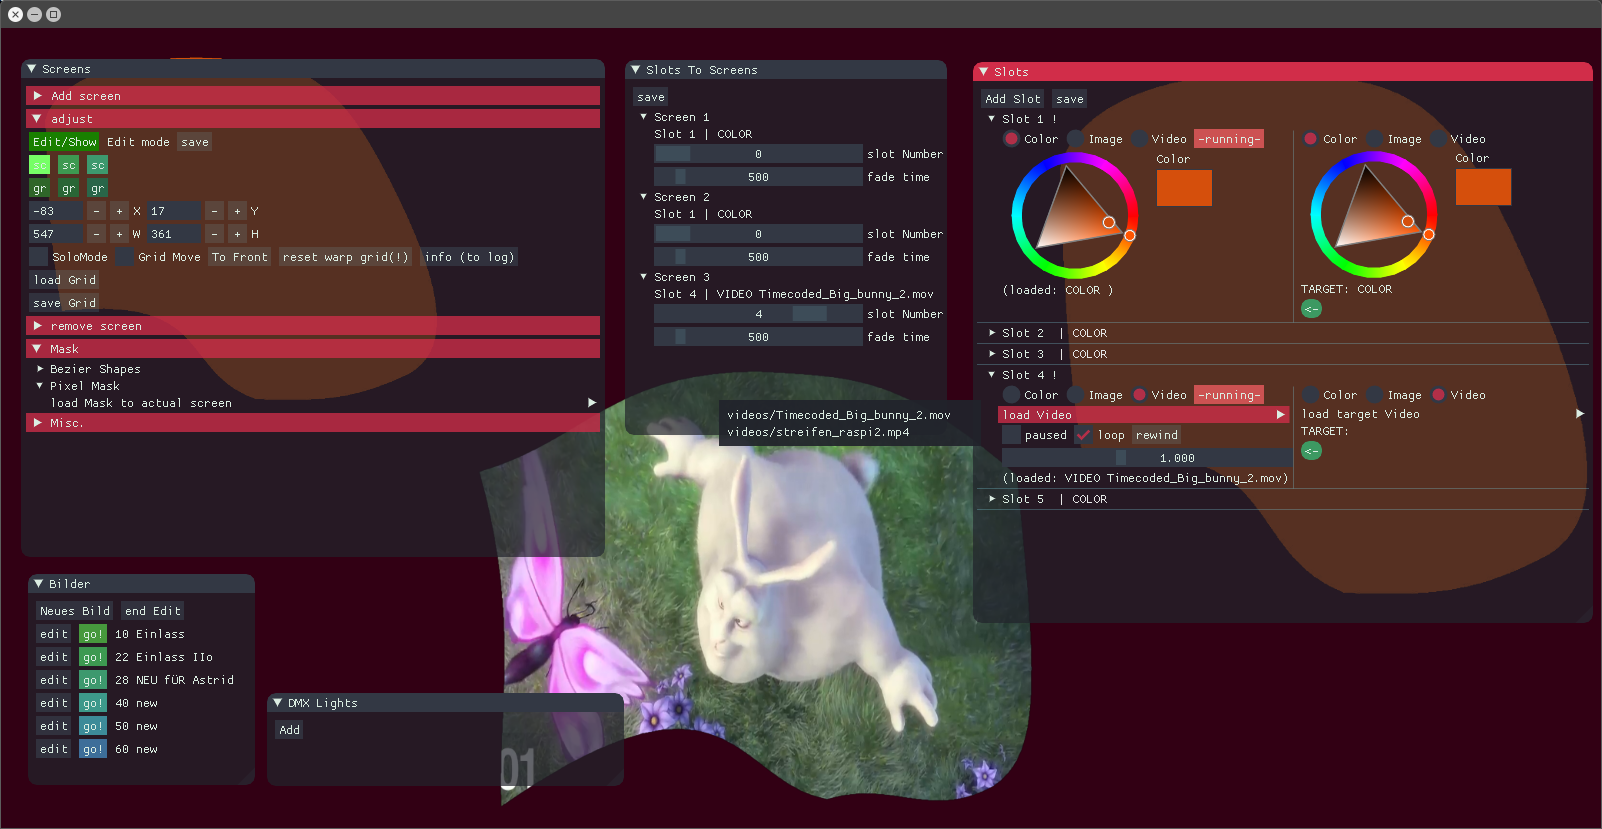 Screens
Add screen
adjust
Edit/Show Edit mode save
sc sc sc
gr gr gr
-83 - + X 17 - + Y
547 - + W 361 - + H
SoloMode Grid Move To Front reset warp grid(!) info (to log)
load Grid
save Grid
remove screen
Mask
Bezier Shapes
Pixel Mask
load Mask to actual screen
Misc.
Slots To Screens
save
Screen 1
Slot 1 | COLOR
0 slot Number
500 fade time
Screen 2
Slot 1 | COLOR
0 slot Number
500 fade time
Screen 3
Slot 4 | VIDEO Timecoded_Big_bunny_2.mov
4 slot Number
500 fade time
videos/Timecoded_Big_bunny_2.mov
videos/streifen_raspi2.mp4
Slots
Add Slot save
Slot 1 !
Color Image Video -running-
Color
(loaded: COLOR )
Color Image Video
Color
TARGET: COLOR
<-
Slot 2 | COLOR
Slot 3 | COLOR
Slot 4 !
Color Image Video -running-
load Video
paused loop rewind
1.000
(loaded: VIDEO Timecoded_Big_bunny_2.mov)
Color Image Video
load target Video
TARGET:
<-
Slot 5 | COLOR
Bilder
Neues Bild end Edit
edit go! 10 Einlass
edit go! 22 Einlass IIo
edit go! 28 NEU fÜR Astrid
edit go! 40 new
edit go! 50 new
edit go! 60 new
DMX Lights
Add
01